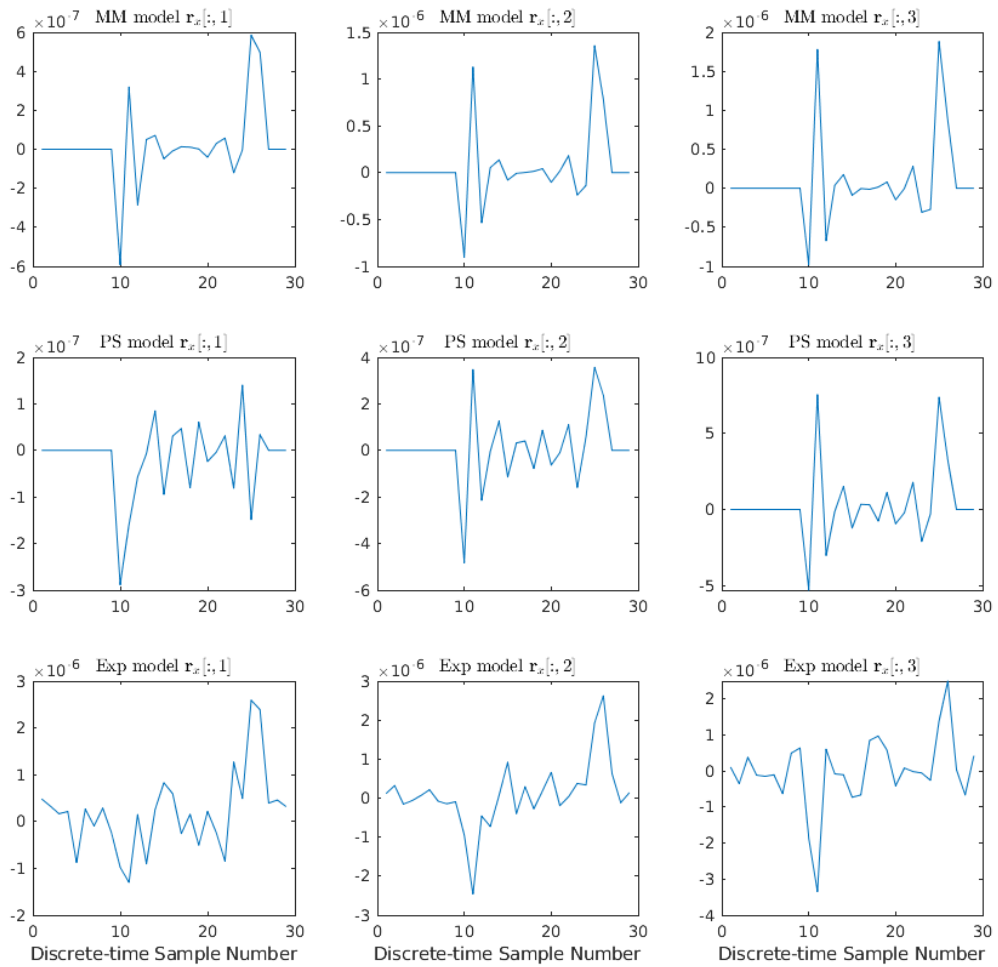 ×10⁻⁷ MM model r_x[:, 1]
6
4
2
0
-2
-4
-6
0 10 20 30
×10⁻⁶ MM model r_x[:, 2]
1.5
1
0.5
0
-0.5
-1
0 10 20 30
×10⁻⁶ MM model r_x[:, 3]
2
1.5
1
0.5
0
-0.5
-1
0 10 20 30
×10⁻⁷ PS model r_x[:, 1]
2
1
0
-1
-2
-3
0 10 20 30
×10⁻⁷ PS model r_x[:, 2]
4
2
0
-2
-4
-6
0 10 20 30
×10⁻⁷ PS model r_x[:, 3]
10
5
0
-5
0 10 20 30
×10⁻⁶ Exp model r_x[:, 1]
3
2
1
0
-1
-2
0 10 20 30
Discrete-time Sample Number
×10⁻⁶ Exp model r_x[:, 2]
3
2
1
0
-1
-2
-3
0 10 20 30
Discrete-time Sample Number
×10⁻⁶ Exp model r_x[:, 3]
2
1
0
-1
-2
-3
-4
0 10 20 30
Discrete-time Sample Number